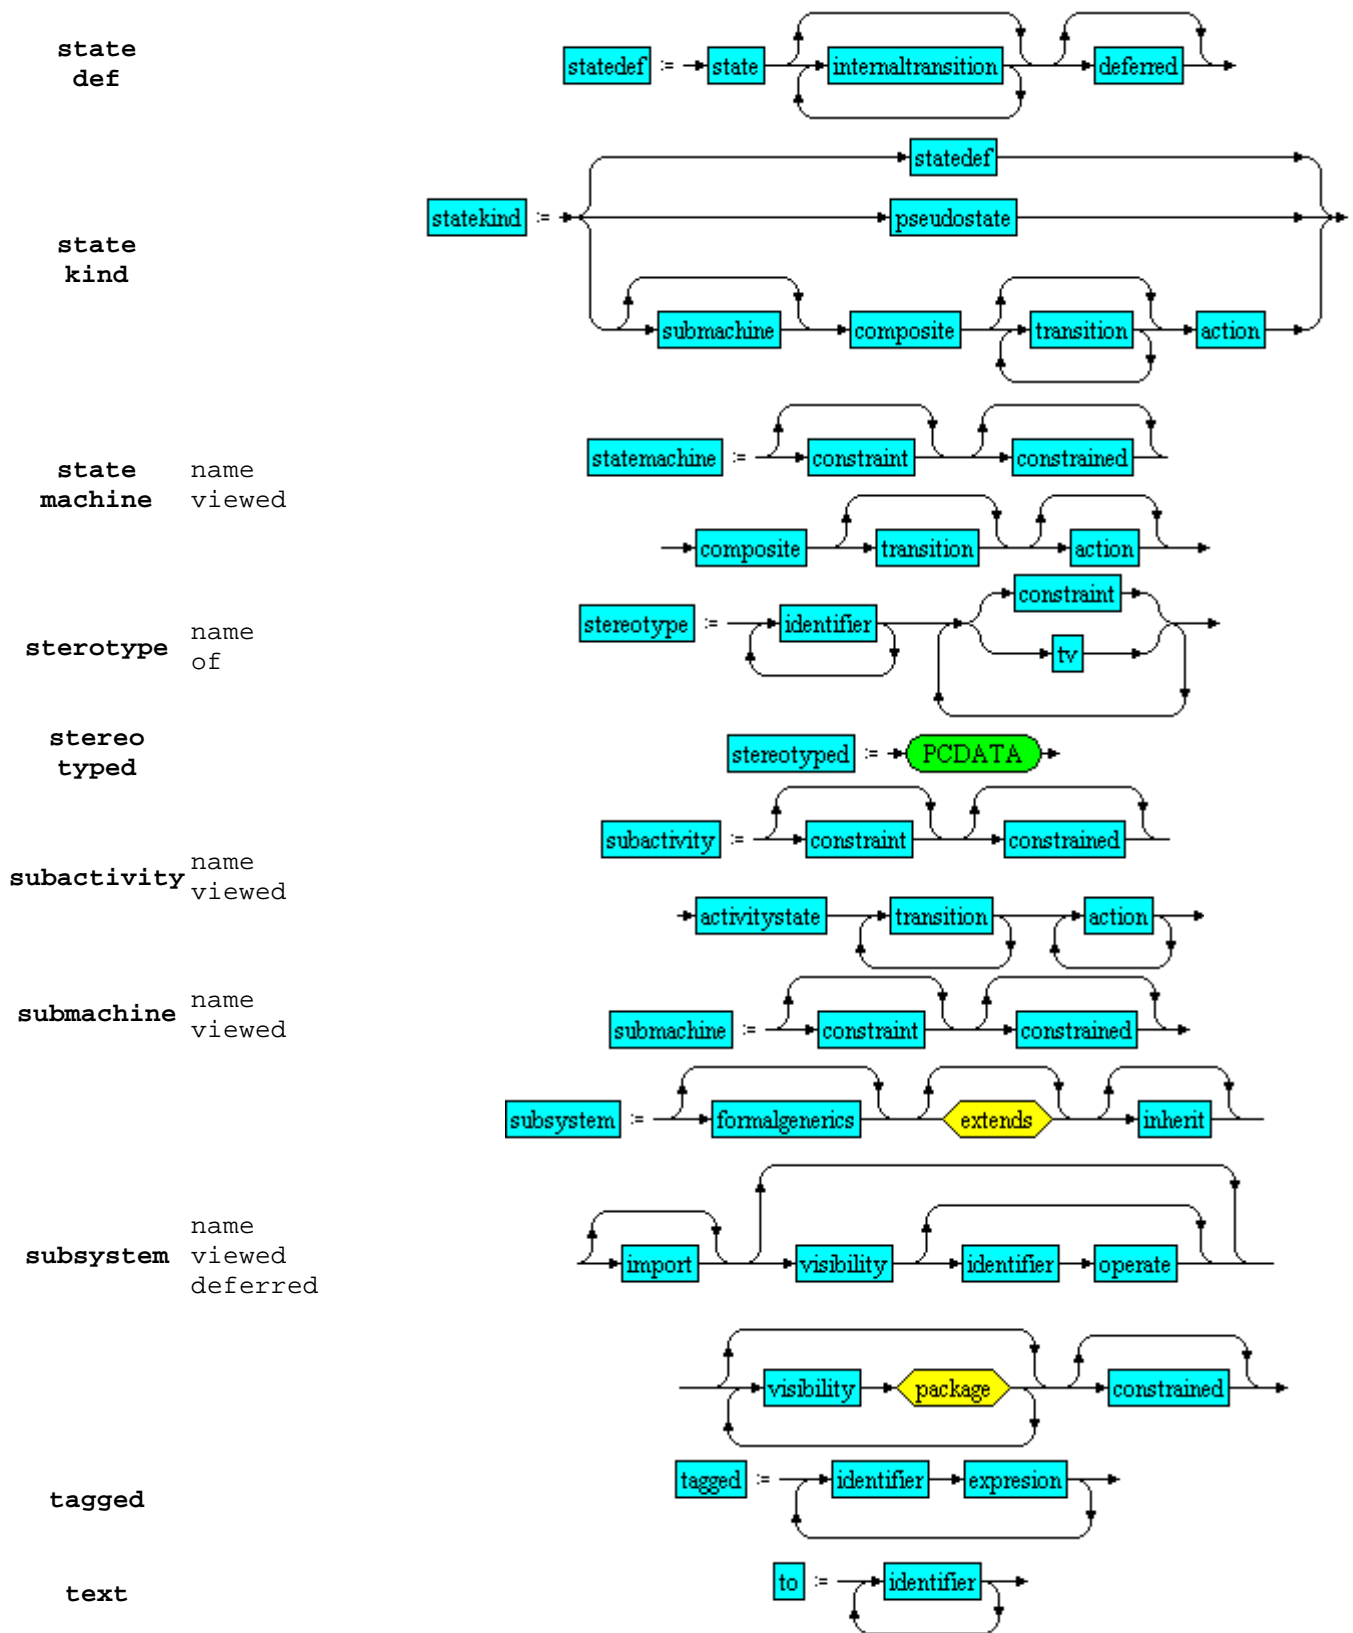 state
def
statedef := state internaltransition deferred
statedef
statekind := pseudostate
state
kind
submachine composite transition action
statemachine := constraint constrained
state name
machine viewed
composite transition action
constraint
stereotype := identifier
tv
sterotype name
of
stereo
typed
stereotyped := PCDATA
subactivity := constraint constrained
subactivity name
viewed
activitystate transition action
submachine name
viewed
submachine := constraint constrained
subsystem := formalgenerics extends inherit
name
subsystem viewed
deferred
import visibility identifier operate
visibility package constrained
tagged := identifier expresion
tagged
to := identifier
text